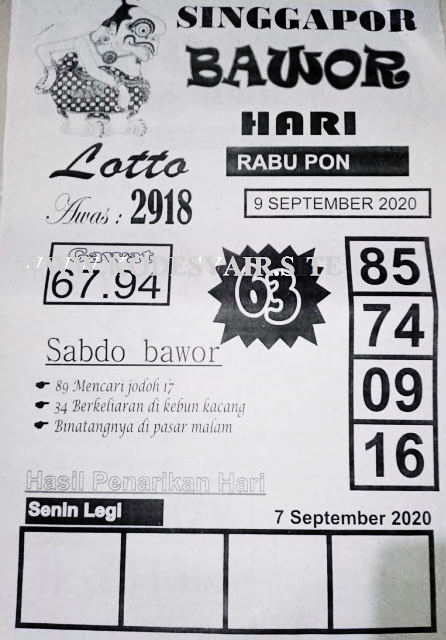 SINGGAPOR
BAWOR
HARI
Lotto
RABU PON
Awas : 2918
9 SEPTEMBER 2020
Gawat
67.94
63
85
74
09
16
Sabdo bawor
89 Mencari jodoh 17
34 Berkeliaran di kebun kacang
Binatangnya di pasar malam
Hasil Penarikan Hari
Senin Legi
7 September 2020